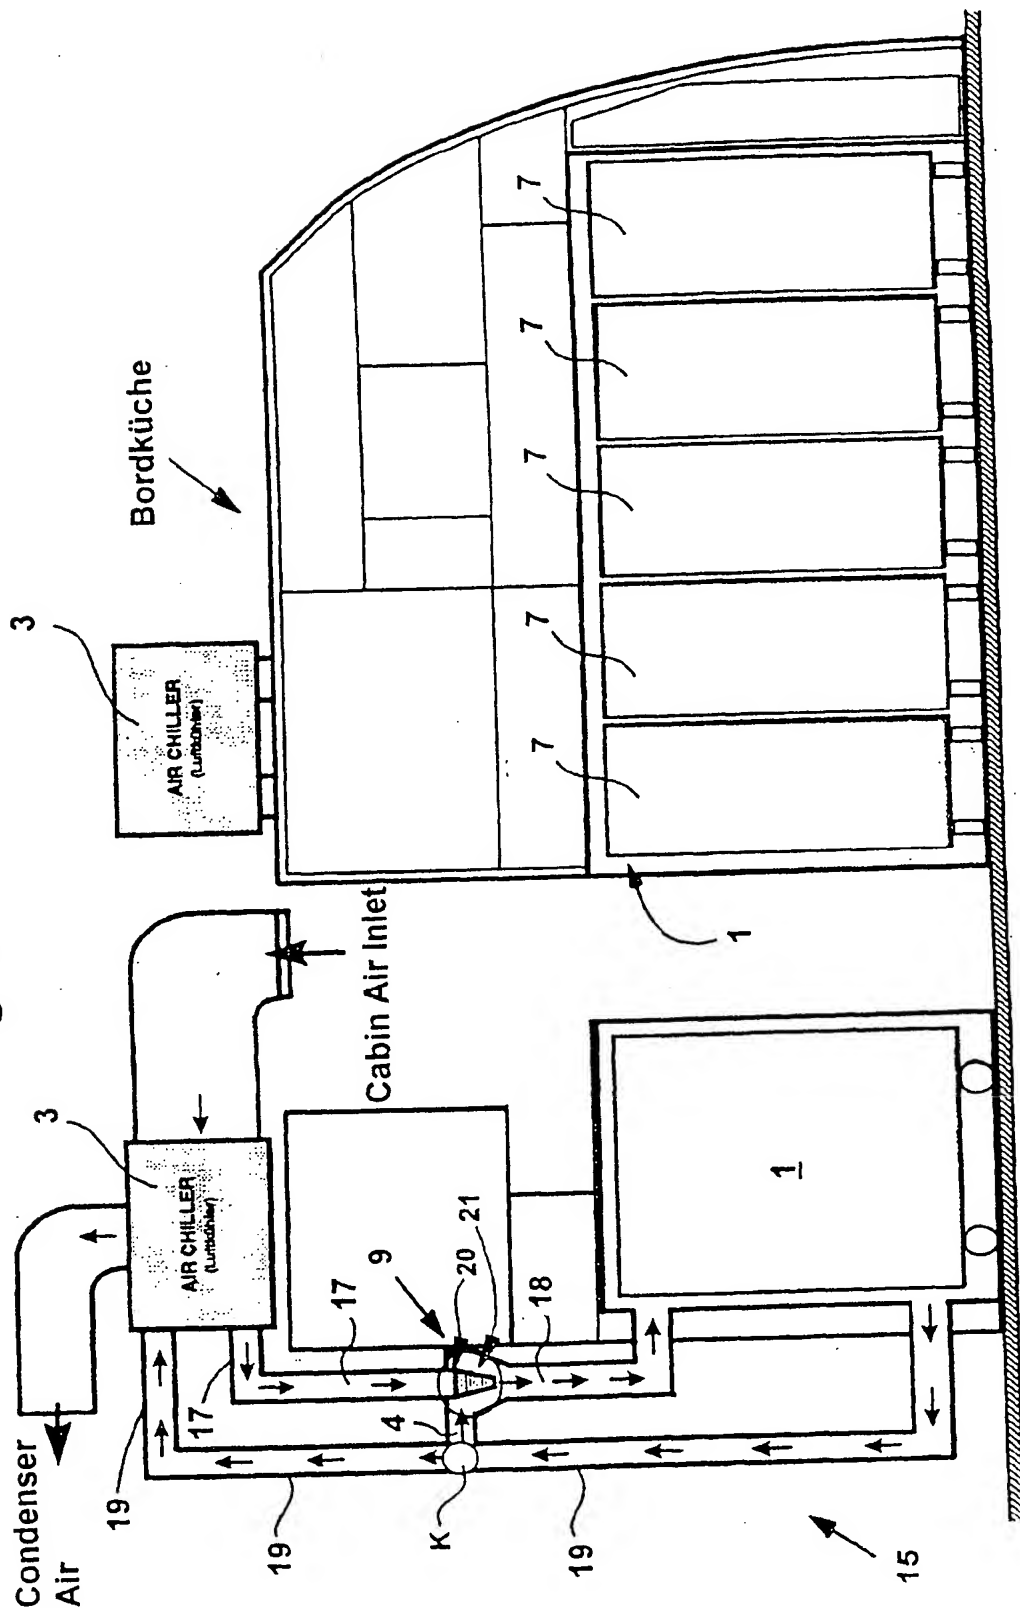 Condenser
Air
19
3
AIR CHILLER
(Luftkühler)
Cabin Air Inlet
17
19
17
9
20
21
4
18
K
19
1
15
3
AIR CHILLER
(Luftkühler)
Bordküche
7
7
7
7
7
1